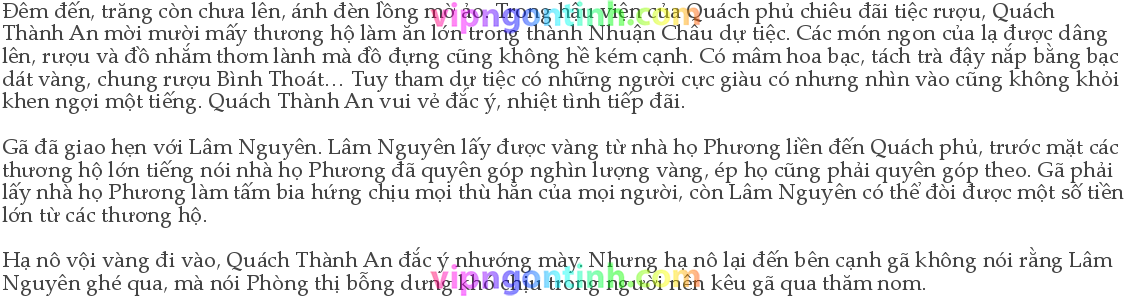 Đêm đến, trăng còn chưa lên, ánh đèn lồng mờ ảo. Trong hậu viện của Quách phủ chiêu đãi tiệc rượu, Quách
Thành An mời mười mấy thương hộ làm ăn lớn trong thành Nhuận Châu dự tiệc. Các món ngon của lạ được dâng
lên, rượu và đồ nhắm thơm lành mà đồ đựng cũng không hề kém cạnh. Có mâm hoa bạc, tách trà đậy nắp bằng bạc
dát vàng, chung rượu Bình Thoát... Tuy tham dự tiệc có những người cực giàu có nhưng nhìn vào cũng không khỏi
khen ngợi một tiếng. Quách Thành An vui vẻ đắc ý, nhiệt tình tiếp đãi.
vipngontinh.com
Gã đã giao hẹn với Lâm Nguyên. Lâm Nguyên lấy được vàng từ nhà họ Phương liền đến Quách phủ, trước mặt các
thương hộ lớn tiếng nói nhà họ Phương đã quyên góp nghìn lượng vàng, ép họ cũng phải quyên góp theo. Gã phải
lấy nhà họ Phương làm tấm bia hứng chịu mọi thù hằn của mọi người, còn Lâm Nguyên có thể đòi được một số tiền
lớn từ các thương hộ.
Hạ nô vội vàng đi vào, Quách Thành An đắc ý nhướng mày. Nhưng hạ nô lại đến bên cạnh gã không nói rằng Lâm
Nguyên ghé qua, mà nói Phòng thị bỗng dưng khó chịu trong người nên kêu gã qua thăm nom.
vipngontinh.com